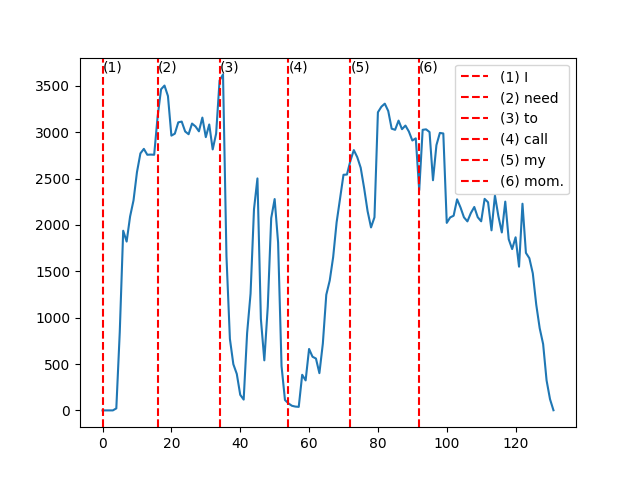 (1) (2) (3) (4) (5) (6)
(1) I
(2) need
(3) to
(4) call
(5) my
(6) mom.
3500
3000
2500
2000
1500
1000
500
0
0 20 40 60 80 100 120